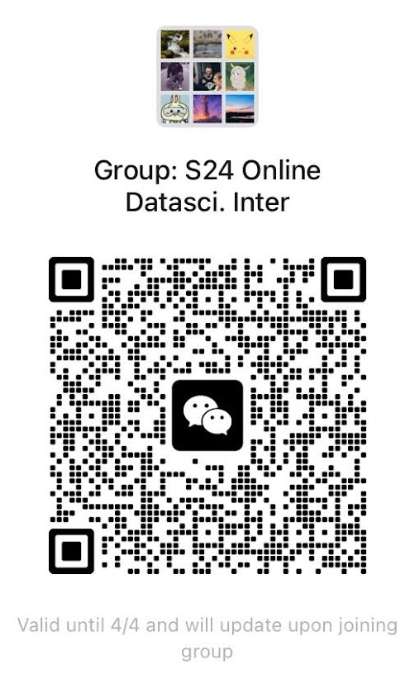 Group: S24 Online
Datasci. Inter
Valid until 4/4 and will update upon joining
group